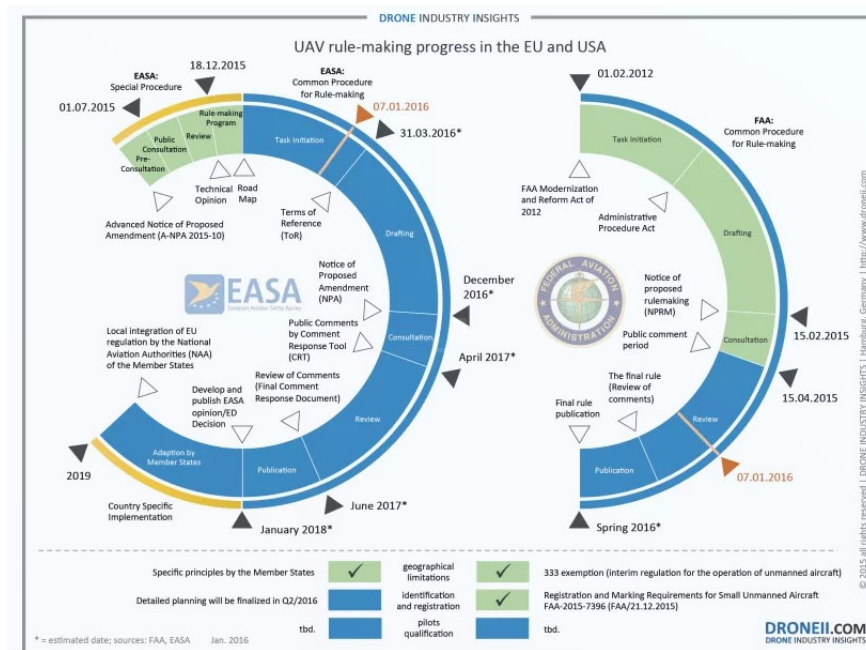 DRONE INDUSTRY INSIGHTS
UAV rule-making progress in the EU and USA
EASA:
Special Procedure
18.12.2015
01.07.2015
EASA:
Common Procedure
for Rule-making
07.01.2016
31.03.2016*
Pre-
Consultation
Public
Consultation
Review
Rule-making
Program
Task Initiation
Drafting
Consultation
Review
Publication
Adaption by
Member States
Advanced Notice of Proposed
Amendment (A-NPA 2015-10)
Technical
Opinion
Road
Map
Terms of
Reference
(ToR)
Notice of
Proposed
Amendment
(NPA)
Public Comments
by Comment
Response Tool
(CRT)
Review of Comments
(Final Comment
Response Document)
Develop and
publish EASA
opinion/ED
Decision
Local integration of EU
regulation by the National
Aviation Authorities (NAA)
of the Member States
EASA
European Aviation Safety Agency
December
2016*
April 2017*
June 2017*
January 2018*
2019
Country Specific
Implementation
01.02.2012
FAA:
Common Procedure
for Rule-making
Task Initiation
Drafting
Consultation
Review
Publication
FAA Modernization
and Reform Act of
2012
Administrative
Procedure Act
Notice of
proposed
rulemaking
(NPRM)
Public comment
period
The final rule
(Review of
comments)
Final rule
publication
FEDERAL AVIATION
ADMINISTRATION
15.02.2015
15.04.2015
07.01.2016
Spring 2016*
Specific principles by the Member States
geographical
limitations
333 exemption (interim regulation for the operation of unmanned aircraft)
Detailed planning will be finalized in Q2/2016
identification
and registration
Registration and Marking Requirements for Small Unmanned Aircraft
FAA-2015-7396 (FAA/21.12.2015)
tbd.
pilots
qualification
tbd.
* = estimated date; sources: FAA, EASA Jan. 2016
DRONEII.COM
DRONE INDUSTRY INSIGHTS
© 2015 all rights reserved | DRONE INDUSTRY INSIGHTS | Hamburg, Germany | http://www.droneii.com